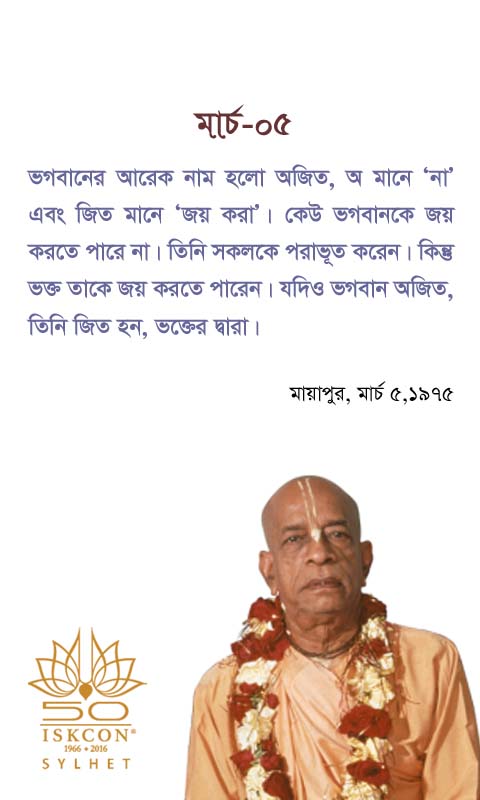 মার্চ-০৫
ভগবানের আরেক নাম হলো অজিত, অ মানে ‘না’
এবং জিত মানে ‘জয় করা’। কেউ ভগবানকে জয়
করতে পারে না। তিনি সকলকে পরাভূত করেন। কিন্তু
ভক্ত তাকে জয় করতে পারেন। যদিও ভগবান অজিত,
তিনি জিত হন, ভক্তের দ্বারা।
মায়াপুর, মার্চ ৫,১৯৭৫
50
ISKCON®
1966 • 2016
SYLHET